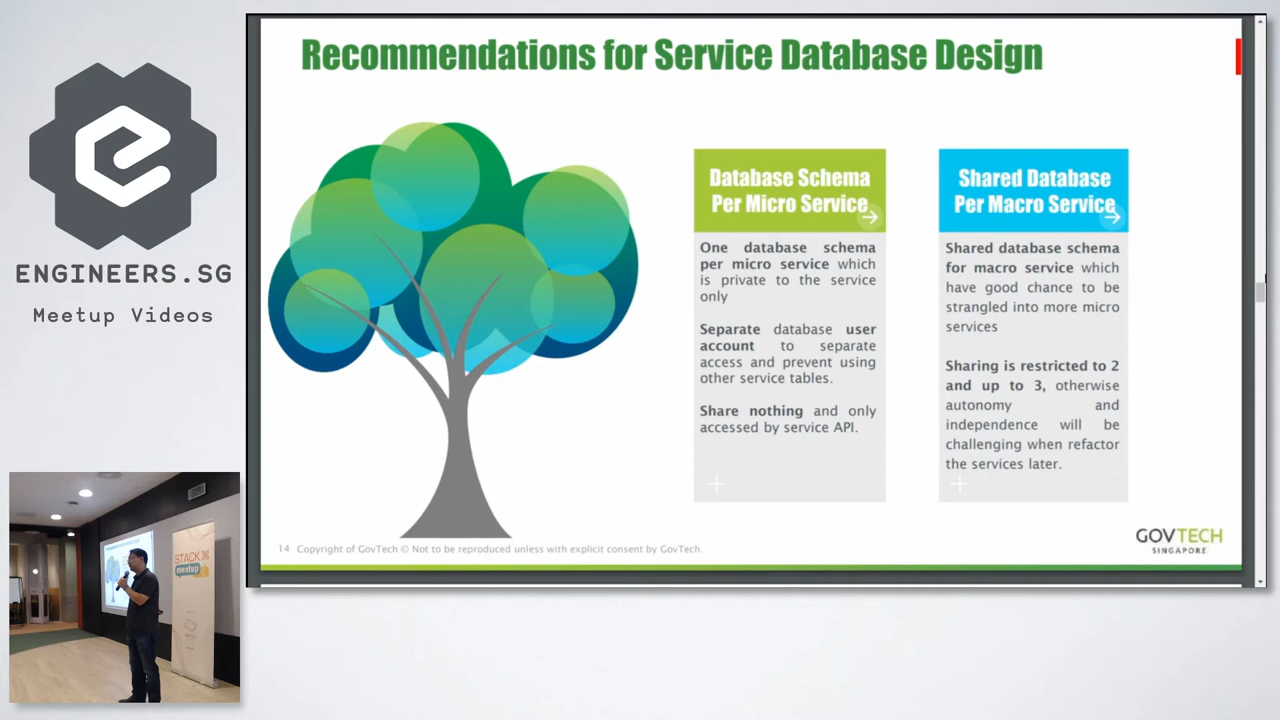 ENGINEERS.SG
Meetup Videos
Recommendations for Service Database Design
Database Schema
Per Micro Service
One database schema
per micro service which
is private to the service
only
Separate database user
account to separate
access and prevent using
other service tables.
Share nothing and only
accessed by service API.
Shared Database
Per Macro Service
Shared database schema
for macro service which
have good chance to be
strangled into more micro
services
Sharing is restricted to 2
and up to 3, otherwise
autonomy and
independence will be
challenging when refactor
the services later.
14 Copyright of GovTech © Not to be reproduced unless with explicit consent by GovTech.
GOVTECH
SINGAPORE
STACK
meetup